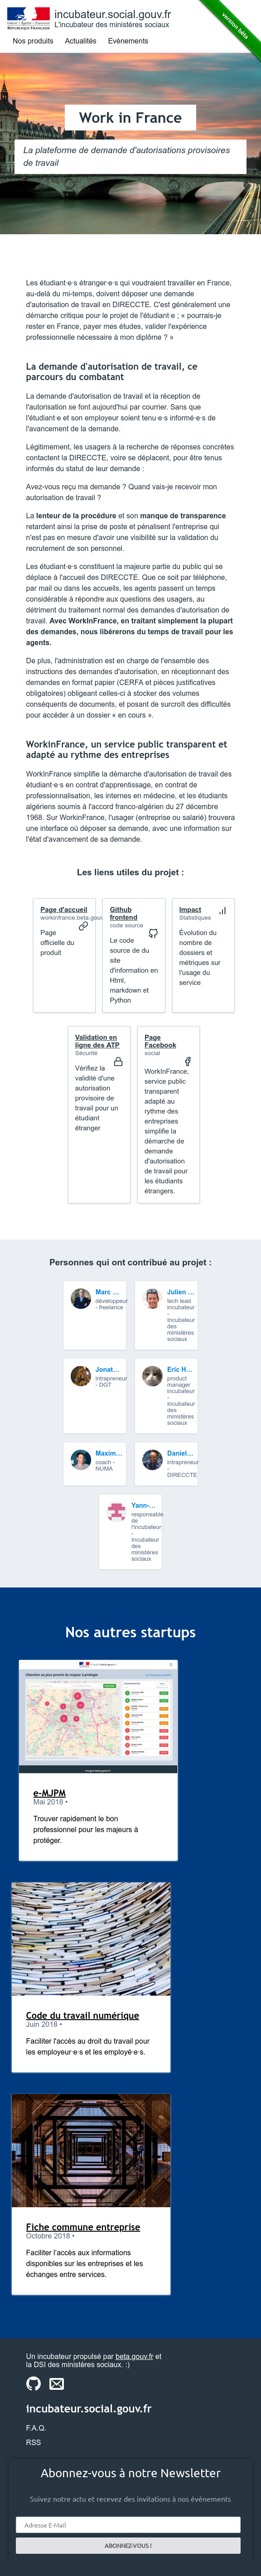 RÉPUBLIQUE FRANÇAISE
incubateur.social.gouv.fr
L'incubateur des ministères sociaux
version béta
Nos produits Actualités Evènements
Work in France
La plateforme de demande d'autorisations provisoires
de travail
Les étudiant·e·s étranger·e·s qui voudraient travailler en France,
au-delà du mi-temps, doivent déposer une demande
d'autorisation de travail en DIRECCTE. C'est généralement une
démarche critique pour le projet de l'étudiant·e ; « pourrais-je
rester en France, payer mes études, valider l'expérience
professionnelle nécessaire à mon diplôme ? »
La demande d'autorisation de travail, ce
parcours du combattant
La demande d'autorisation de travail et la réception de
l'autorisation se font aujourd'hui par courrier. Sans que
l'étudiant·e et son employeur soient tenu·e·s informé·e·s de
l'avancement de la demande.
Légitimement, les usagers à la recherche de réponses concrètes
contactent la DIRECCTE, voire se déplacent, pour être tenus
informés du statut de leur demande :
Avez-vous reçu ma demande ? Quand vais-je recevoir mon
autorisation de travail ?
La lenteur de la procédure et son manque de transparence
retardent ainsi la prise de poste et pénalisent l'entreprise qui
n'est pas en mesure d'avoir une visibilité sur la validation du
recrutement de son personnel.
Les étudiant·e·s constituent la majeure partie du public qui se
déplace à l'accueil des DIRECCTE. Que ce soit par téléphone,
par mail ou dans les accueils, les agents passent un temps
considérable à répondre aux questions des usagers, au
détriment du traitement normal des demandes d'autorisations de
travail. Avec WorkInFrance, en traitant simplement la plupart
des demandes, nous libérerons du temps de travail pour les
agents.
De plus, l'administration est en charge de l'ensemble des
instructions des demandes d'autorisation, en réceptionnant des
demandes en format papier (CERFA et pièces justificatives
obligatoires) obligeant celles-ci à stocker des volumes
conséquents de documents, et posant de surcroît des difficultés
pour accéder à un dossier « en cours ».
WorkinFrance, un service public transparent et
adapté au rythme des entreprises
WorkInFrance simplifie la démarche d'autorisation de travail des
étudiant·e·s en contrat d'apprentissage, en contrat de
professionnalisation, les internes en médecine, et les étudiants
algériens soumis à l'accord franco-algérien du 27 décembre
1968. Sur WorkInFrance, l'usager (entreprise ou salarié) trouvera
une interface où déposer sa demande, avec une information sur
l'état d'avancement de sa demande.
Les liens utiles du projet :
Page d'accueil
workinfrance.beta.gouv
Page
officielle du
produit
Github
frontend
code source
Le code
source de du
site
d'information en
Html,
markdown et
Python
Impact
Statistiques
Évolution du
nombre de
dossiers et
métriques sur
l'usage du
service
Validation en
ligne des ATP
Sécurité
Vérifiez la
validité d'une
autorisation
provisoire de
travail pour un
étudiant
étranger
Page
Facebook
social
WorkInFrance,
service public
transparent
adapté au
rythme des
entreprises
simplifie la
démarche de
demande
d'autorisation
de travail pour
les étudiants
étrangers.
Personnes qui ont contribué au projet :
Marc ...
développeur
- freelance
Julien ...
tech lead
incubateur
-
Incubateur
des
ministères
sociaux
Jonat...
intrapreneur
- DGT
Eric H...
product
manager
incubateur
-
Incubateur
des
ministères
sociaux
Maxim...
coach -
NUMA
Daniel...
intrapreneur
-
DIRECCTE
Yann-...
responsable
de
l'incubateur
-
Incubateur
des
ministères
sociaux
Nos autres startups
e-MJPM
Mai 2018 •
Trouver rapidement le bon
professionnel pour les majeurs à
protéger.
Code du travail numérique
Juin 2018 •
Faciliter l'accès au droit du travail pour
les employeur·e·s et les employé·e·s.
Fiche commune entreprise
Octobre 2018 •
Faciliter l'accès aux informations
disponibles sur les entreprises et les
échanges entre services.
Un incubateur propulsé par beta.gouv.fr et
la DSI des ministères sociaux. :)
incubateur.social.gouv.fr
F.A.Q.
RSS
Abonnez-vous à notre Newsletter
Suivez notre actu et recevez des invitations à nos événements
Adresse E-Mail
ABONNEZ-VOUS !